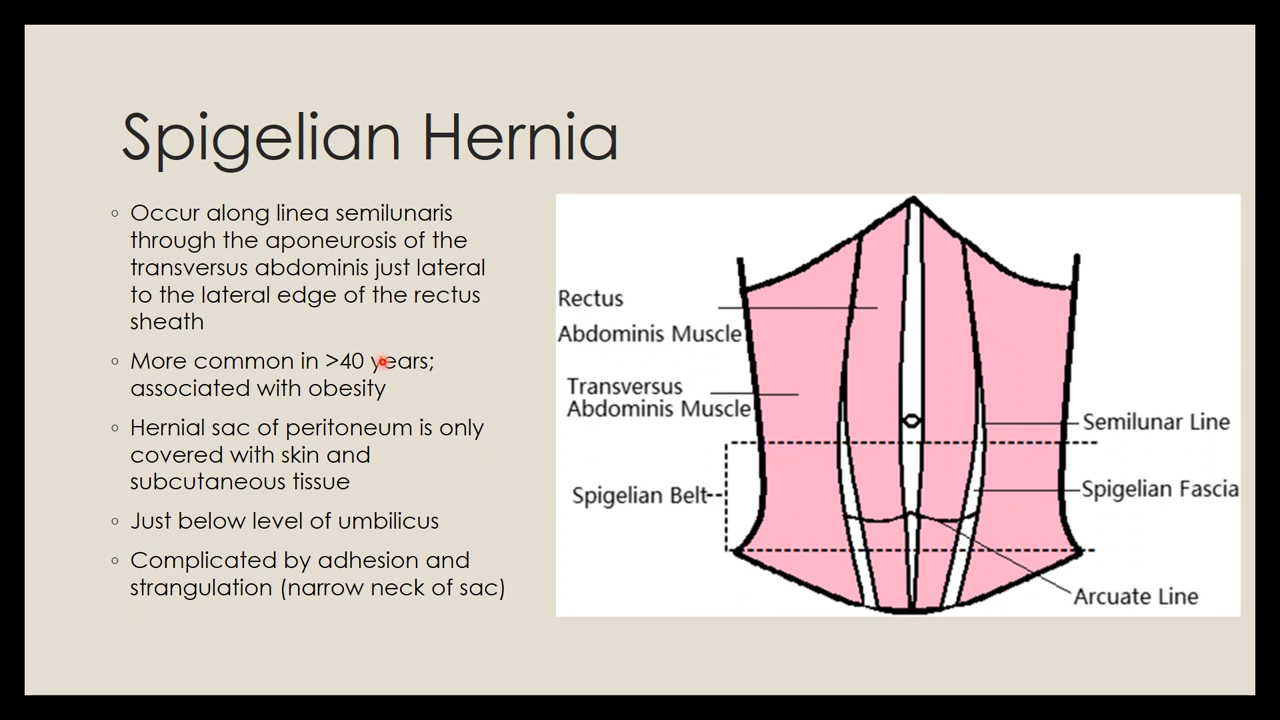 Spigelian Hernia
◦ Occur along linea semilunaris
through the aponeurosis of the
transversus abdominis just lateral
to the lateral edge of the rectus
sheath
◦ More common in >40 years;
associated with obesity
◦ Hernial sac of peritoneum is only
covered with skin and
subcutaneous tissue
◦ Just below level of umbilicus
◦ Complicated by adhesion and
strangulation (narrow neck of sac)
Rectus
Abdominis Muscle
Transversus
Abdominis Muscle
Spigelian Belt
Semilunar Line
Spigelian Fascia
Arcuate Line